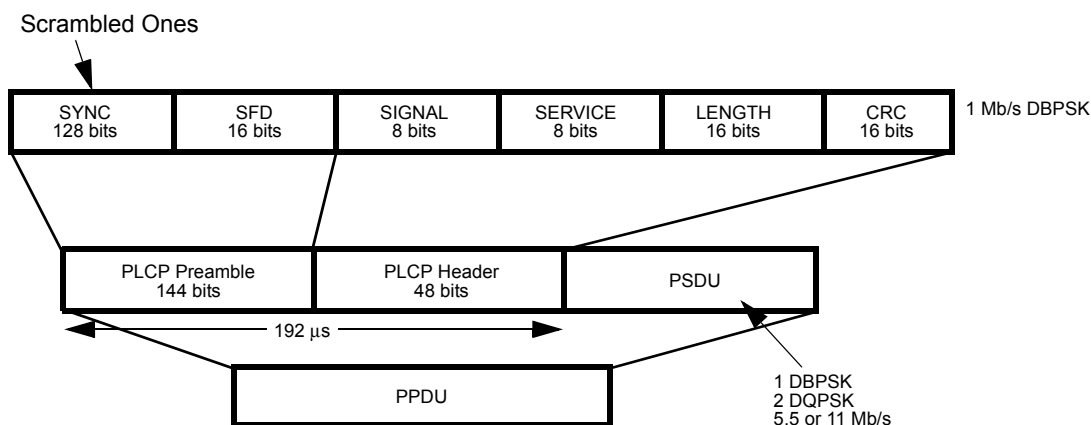 Scrambled Ones
SYNC
128 bits
SFD
16 bits
SIGNAL
8 bits
SERVICE
8 bits
LENGTH
16 bits
CRC
16 bits
1 Mb/s DBPSK
PLCP Preamble
144 bits
PLCP Header
48 bits
PSDU
192 μs
1 DBPSK
2 DQPSK
5.5 or 11 Mb/s
PPDU